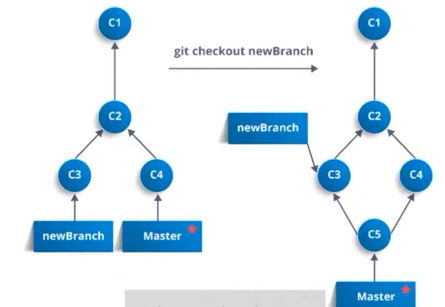 C1
C2
C3
C4
newBranch
Master
git checkout newBranch
C1
newBranch
C2
C3
C4
C5
Master